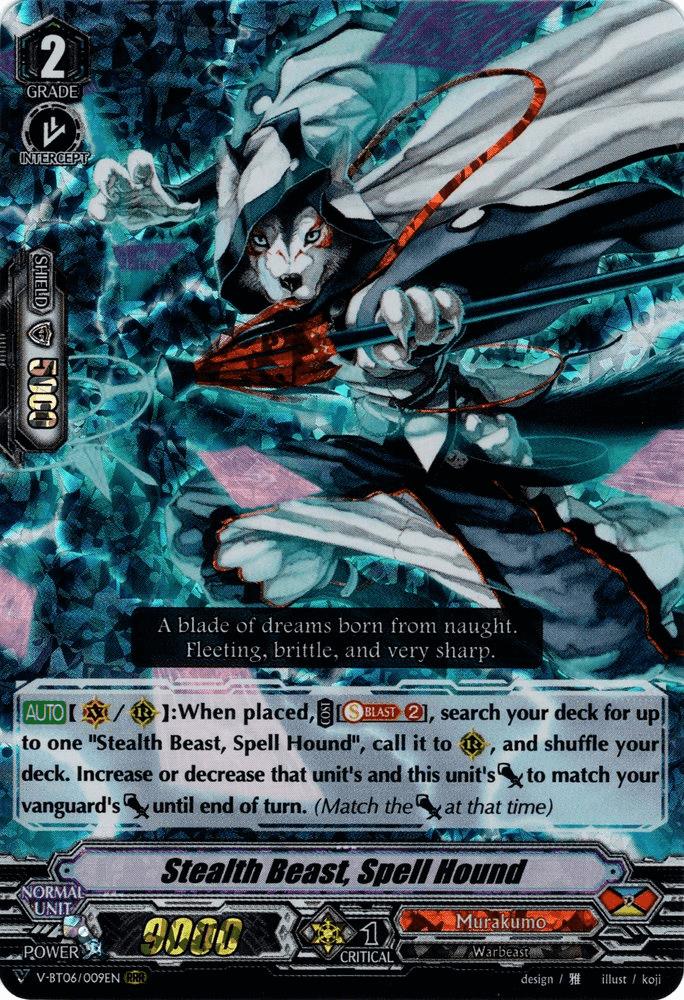 2
GRADE
INTERCEPT
SHIELD
5000
A blade of dreams born from naught.
Fleeting, brittle, and very sharp.
AUTO【 V / R 】:When placed, COST [S BLAST 2], search your deck for up
to one "Stealth Beast, Spell Hound", call it to R, and shuffle your
deck. Increase or decrease that unit's and this unit's to match your
vanguard's until end of turn. (Match the at that time)
Stealth Beast, Spell Hound
NORMAL
UNIT
POWER 9000
1
CRITICAL
Murakumo
Warbeast
V-BT06/009EN RRR
design / 雅 illust / koji